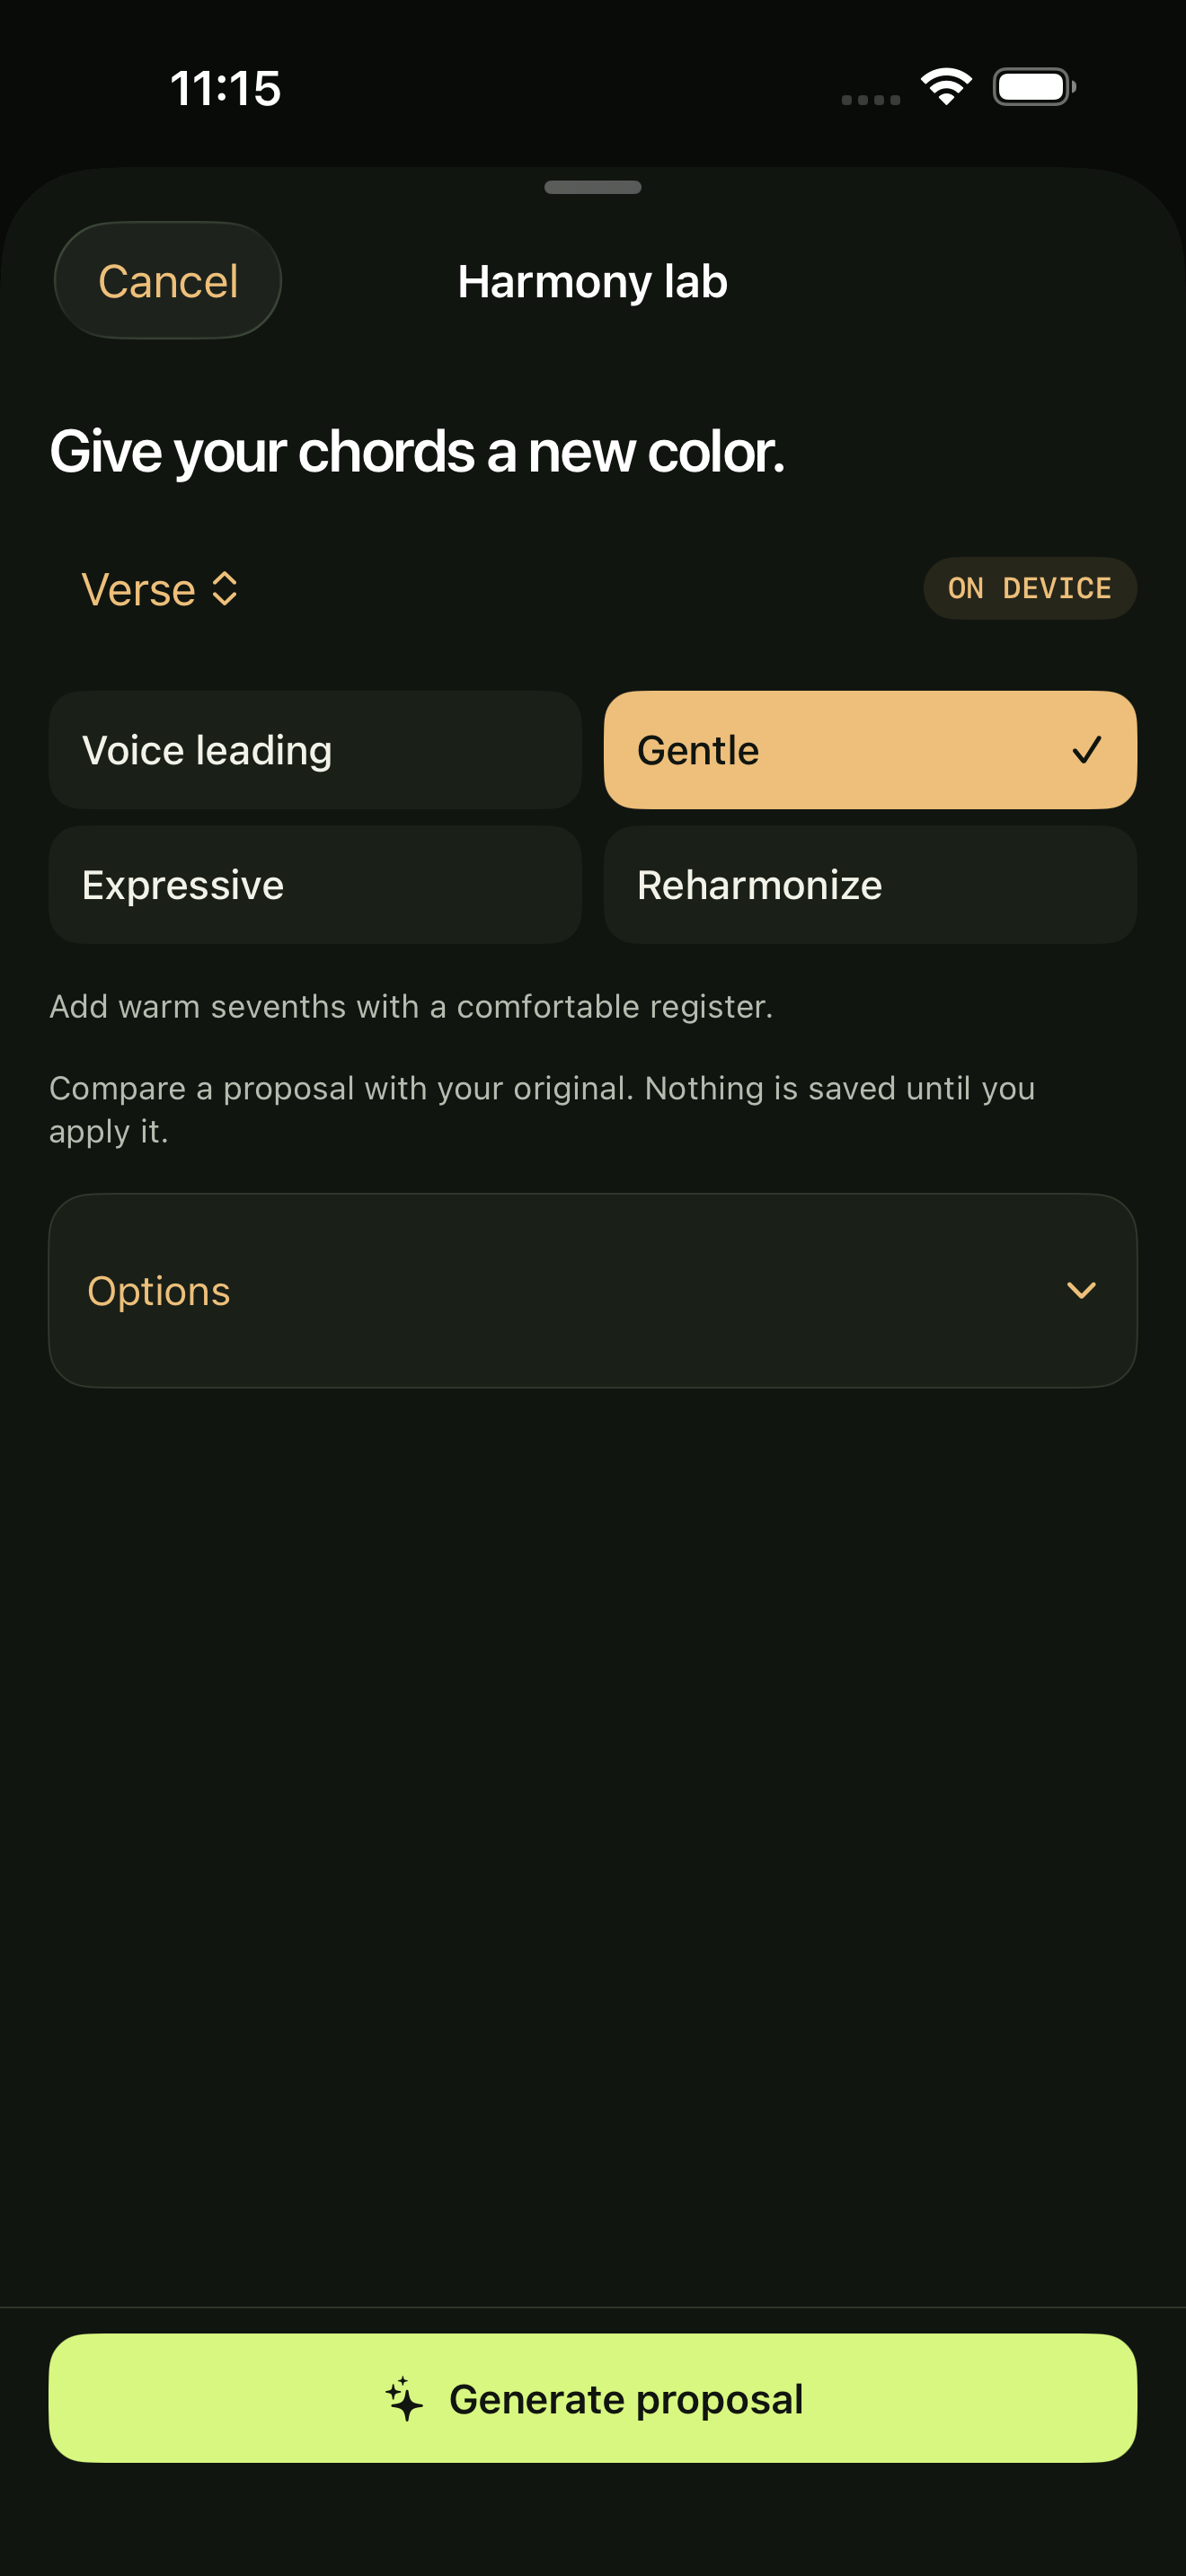 11:15
Cancel
Harmony lab
Give your chords a new color.
Verse
ON DEVICE
Voice leading
Gentle
Expressive
Reharmonize
Add warm sevenths with a comfortable register.
Compare a proposal with your original. Nothing is saved until you
apply it.
Options
Generate proposal